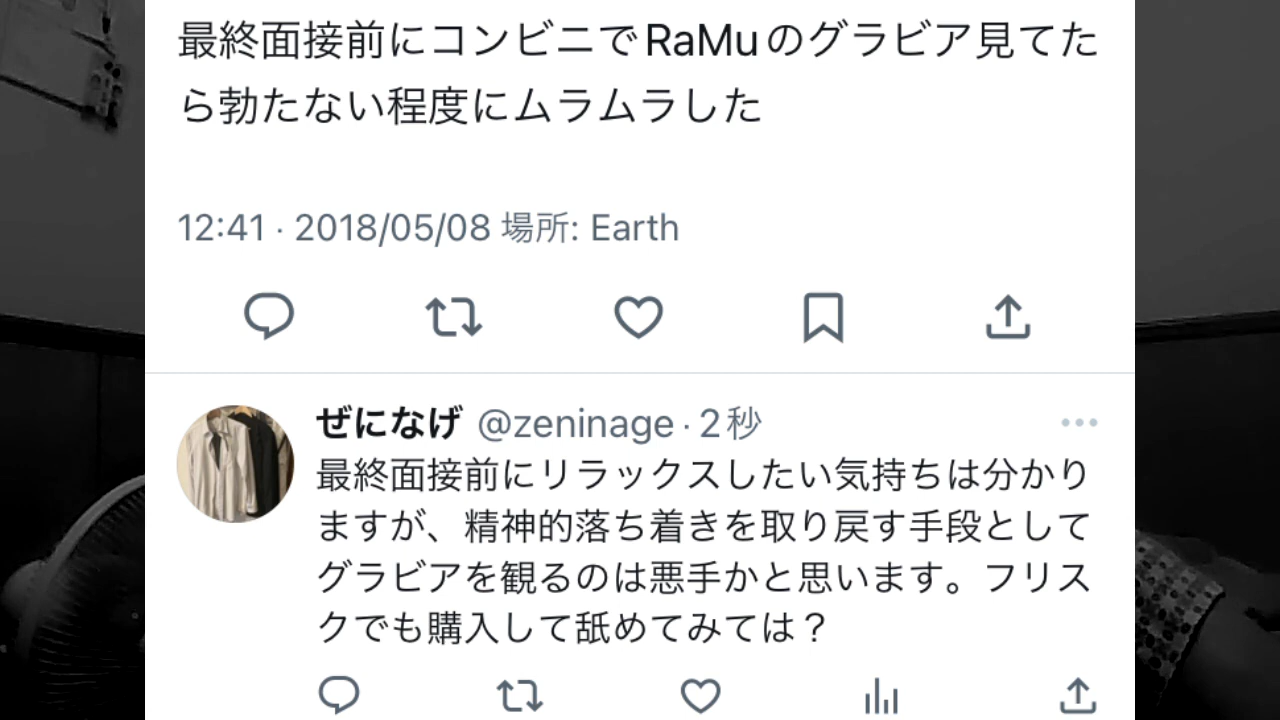 最終面接前にコンビニでRaMuのグラビア見てた
ら勃たない程度にムラムラした
12:41 · 2018/05/08 場所: Earth
ぜになげ @zeninage · 2秒
最終面接前にリラックスしたい気持ちは分かり
ますが、精神的落ち着きを取り戻す手段として
グラビアを観るのは悪手かと思います。フリス
クでも購入して舐めてみては？